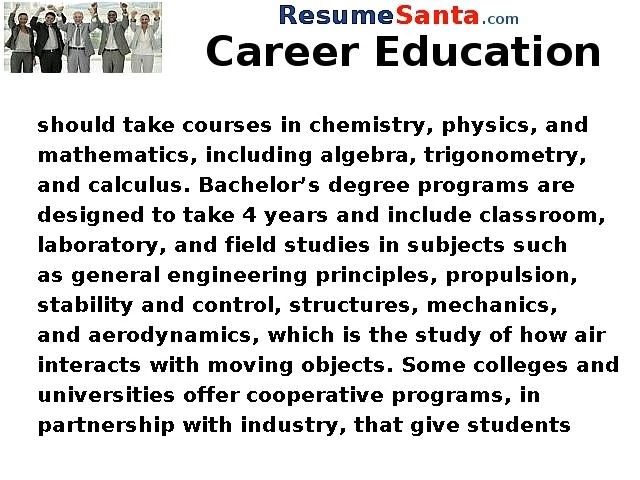 ResumeSanta.com
Career Education
should take courses in chemistry, physics, and
mathematics, including algebra, trigonometry,
and calculus. Bachelor’s degree programs are
designed to take 4 years and include classroom,
laboratory, and field studies in subjects such
as general engineering principles, propulsion,
stability and control, structures, mechanics,
and aerodynamics, which is the study of how air
interacts with moving objects. Some colleges and
universities offer cooperative programs, in
partnership with industry, that give students